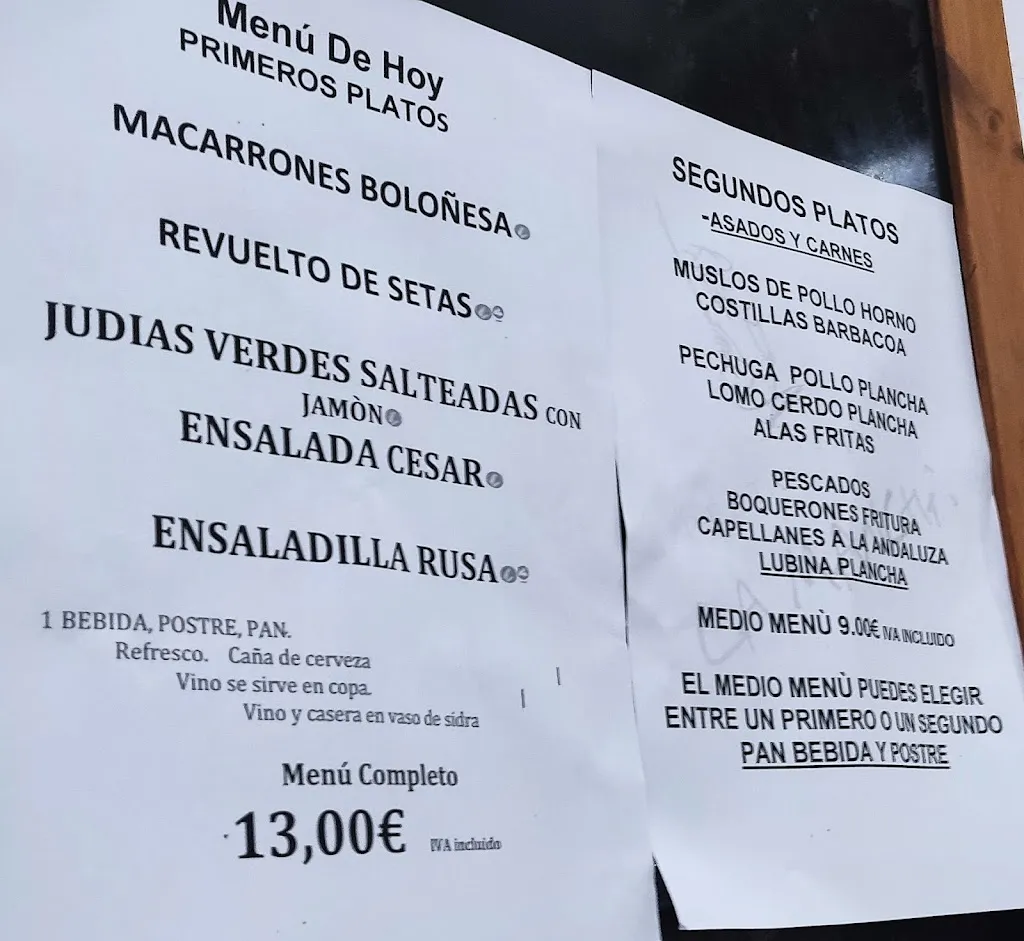 Menú De Hoy
PRIMEROS PLATOS
MACARRONES BOLOÑESA
REVUELTO DE SETAS
JUDIAS VERDES SALTEADAS CON
JAMÒN
ENSALADA CESAR
ENSALADILLA RUSA
1 BEBIDA, POSTRE, PAN.
Refresco. Caña de cerveza
Vino se sirve en copa.
Vino y casera en vaso de sidra
Menú Completo
13,00€ IVA incluido
SEGUNDOS PLATOS
-ASADOS Y CARNES
MUSLOS DE POLLO HORNO
COSTILLAS BARBACOA
PECHUGA POLLO PLANCHA
LOMO CERDO PLANCHA
ALAS FRITAS
PESCADOS
BOQUERONES FRITURA
CAPELLANES A LA ANDALUZA
LUBINA PLANCHA
MEDIO MENÙ 9.00€ IVA INCLUIDO
EL MEDIO MENÙ PUEDES ELEGIR
ENTRE UN PRIMERO O UN SEGUNDO
PAN BEBIDA Y POSTRE